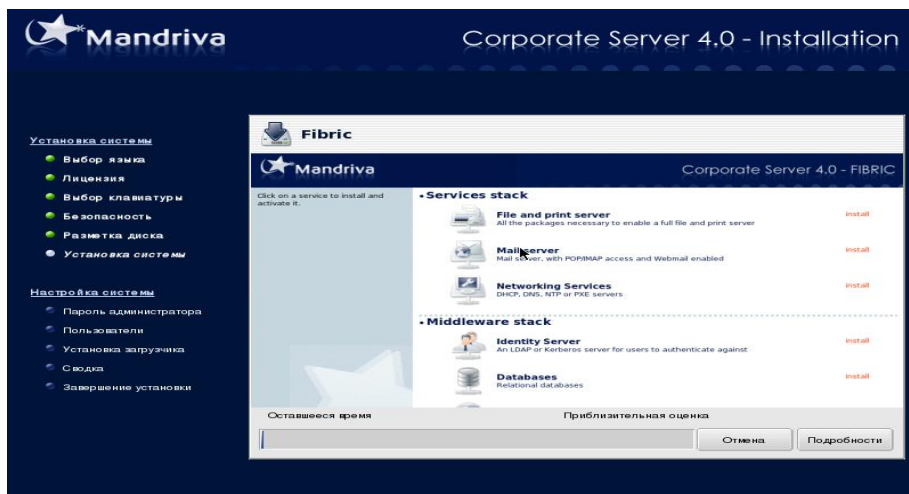 Mandriva
Corporate Server 4.0 - Installation
Установка системы
Выбор языка
Лицензия
Выбор клавиатуры
Безопасность
Разметка диска
Установка системы
Настройка системы
Пароль администратора
Пользователи
Установка загрузчика
Сводка
Завершение установки
Fibric
Mandriva
Corporate Server 4.0 - FIBRIC
Click on a service to install and
activate it.
Services stack
File and print server
install
All the packages necessary to enable a full file and print server
Mail server
install
Mail server, with POP/IMAP access and Webmail enabled
Networking Services
install
DHCP, DNS, NTP or PXE servers
Middleware stack
Identity Server
install
An LDAP or Kerberos server for users to authenticate against
Databases
install
Relational databases
Оставшееся время
Приблизительная оценка
Отмена
Подробности